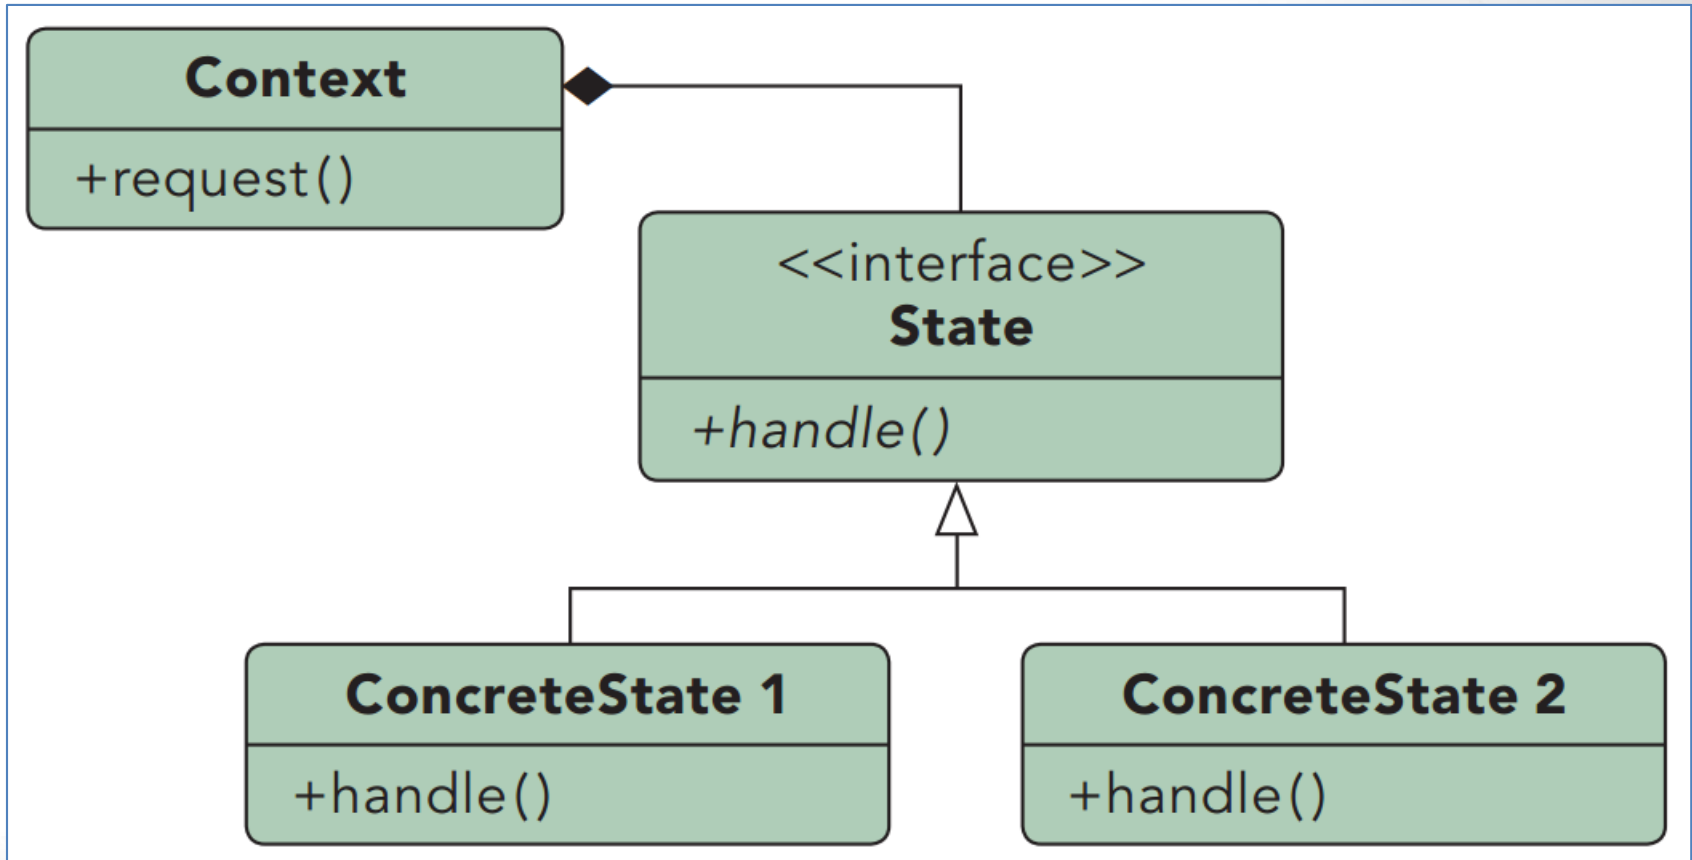 Context
+request()
<<interface>>
State
+handle()
ConcreteState 1
+handle()
ConcreteState 2
+handle()